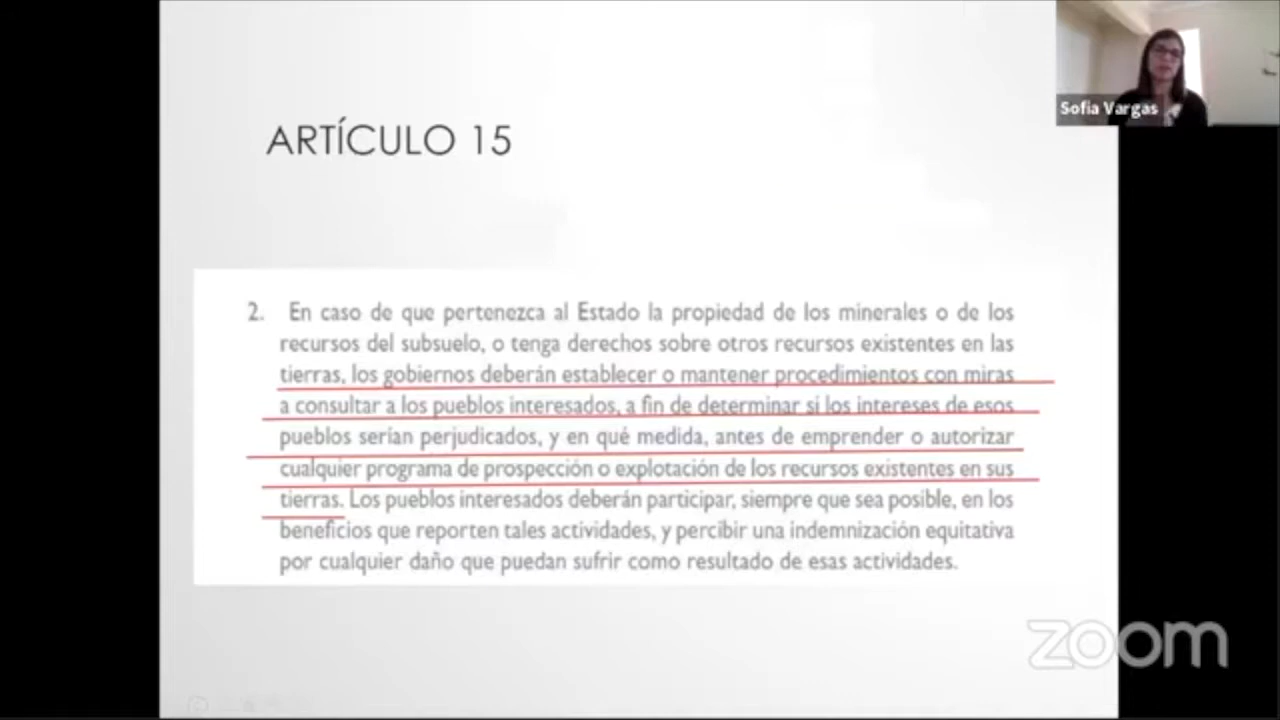 Sofia Vargas
ARTÍCULO 15
2. En caso de que pertenezca al Estado la propiedad de los minerales o de los
recursos del subsuelo, o tenga derechos sobre otros recursos existentes en las
tierras, los gobiernos deberán establecer o mantener procedimientos con miras
a consultar a los pueblos interesados, a fin de determinar si los intereses de esos
pueblos serían perjudicados, y en qué medida, antes de emprender o autorizar
cualquier programa de prospección o explotación de los recursos existentes en sus
tierras. Los pueblos interesados deberán participar, siempre que sea posible, en los
beneficios que reporten tales actividades, y percibir una indemnización equitativa
por cualquier daño que puedan sufrir como resultado de esas actividades.
zoom